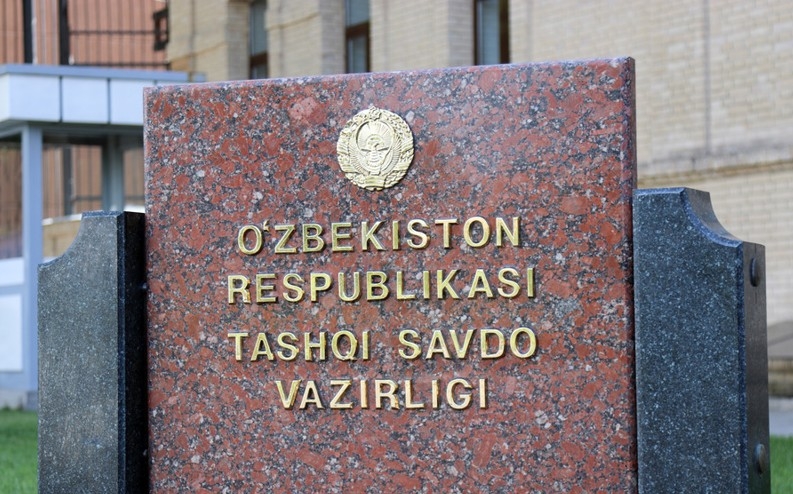 OʻZBEKISTON
RESPUBLIKASI
TASHQI SAVDO
VAZIRLIGI